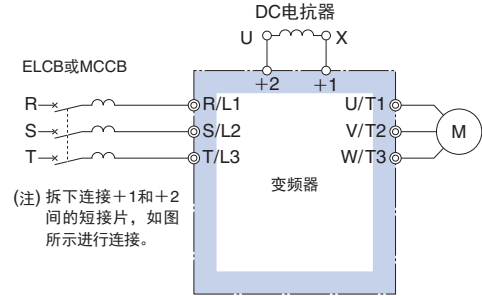 DC电抗器
U X
ELCB或MCCB
+2 +1
R R/L1 U/T1
S S/L2 V/T2 M
T T/L3 W/T3
变频器
(注) 拆下连接+1和+2
间的短接片，如图
所示进行连接。